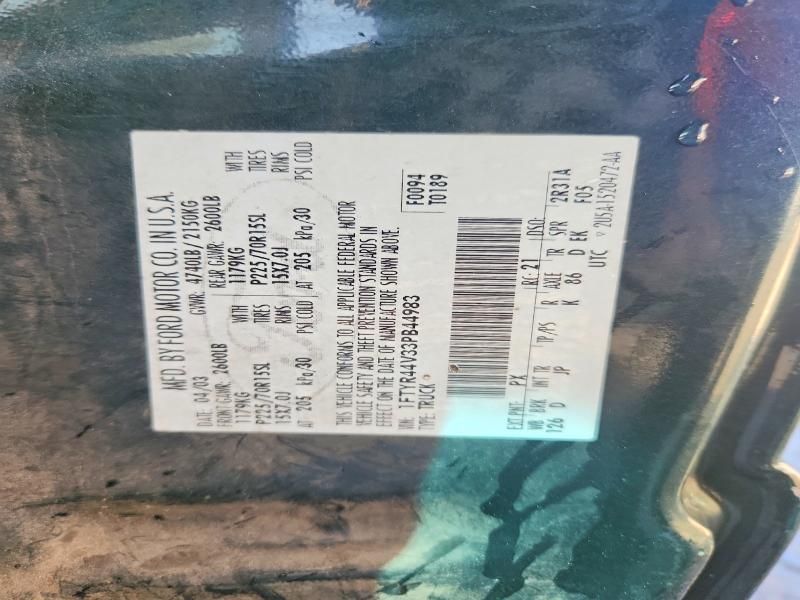 MFD. BY FORD MOTOR CO. IN U.S.A.
DATE: 04/03 GVWR: 4740LB/2150KG
FRONT GAWR: 2600LB REAR GAWR: 2600LB
1179KG WITH 1179KG WITH
P225/70R15SL TIRES P225/70R15SL TIRES
15X7.0J RIMS 15X7.0J RIMS
AT 205 kPa/30 PSI COLD AT 205 kPa/30 PSI COLD
THIS VEHICLE CONFORMS TO ALL APPLICABLE FEDERAL MOTOR
VEHICLE SAFETY AND THEFT PREVENTION STANDARDS IN
EFFECT ON THE DATE OF MANUFACTURE SHOWN ABOVE.
VIN: 1FTYR44V33PB44983 F0094
TYPE: TRUCK T0189
EXT PNT: PX RC: 21 DSO:
WB BRK INT TR TP/PS R AXLE TR SPR 2R31A
126 D JP K 86 D EK F05
UTC ▽2U5A-1520472-AA